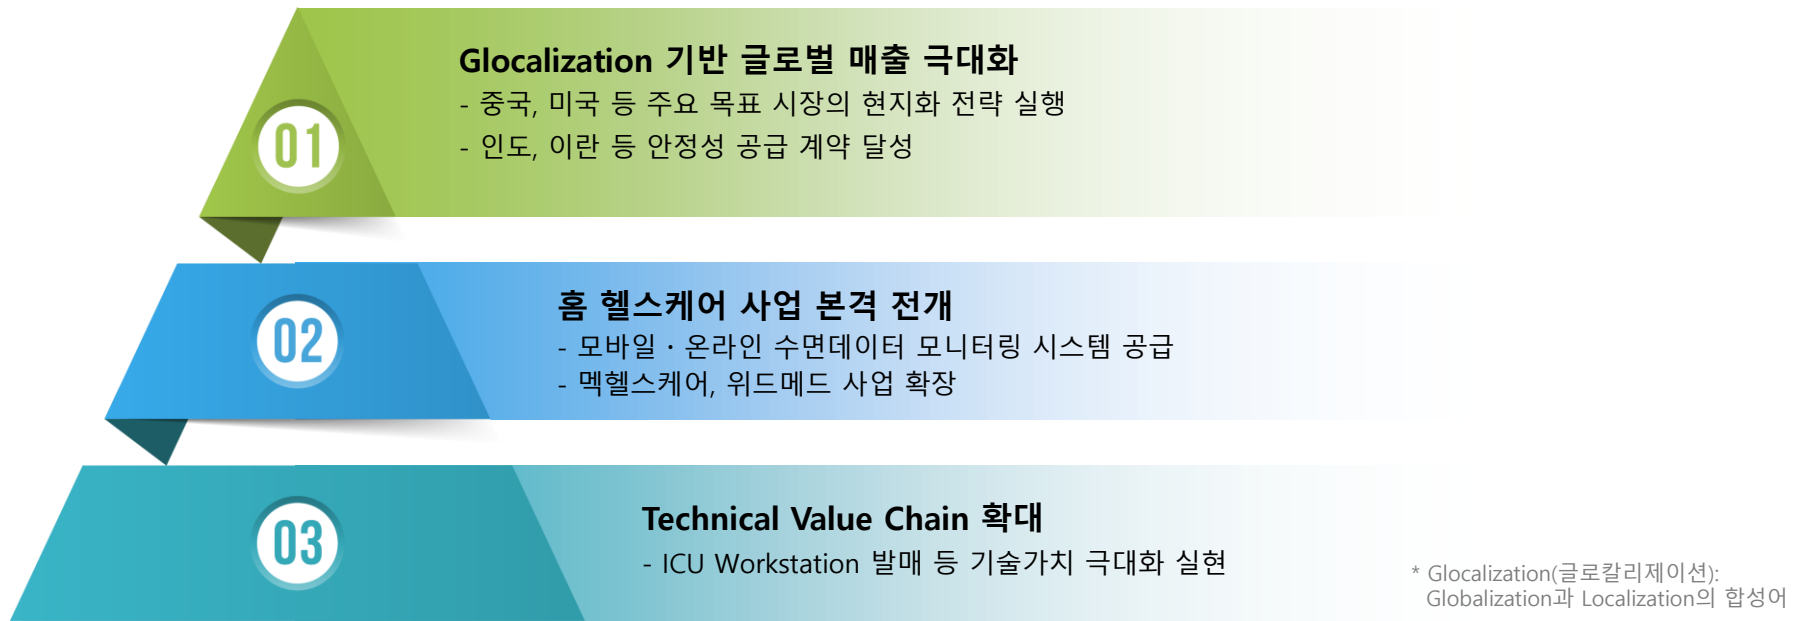 01
Glocalization 기반 글로벌 매출 극대화
- 중국, 미국 등 주요 목표 시장의 현지화 전략 실행
- 인도, 이란 등 안정성 공급 계약 달성
02
홈 헬스케어 사업 본격 전개
- 모바일 · 온라인 수면데이터 모니터링 시스템 공급
- 멕헬스케어, 위드메드 사업 확장
03
Technical Value Chain 확대
- ICU Workstation 발매 등 기술가치 극대화 실현
* Glocalization(글로칼리제이션):
Globalization과 Localization의 합성어